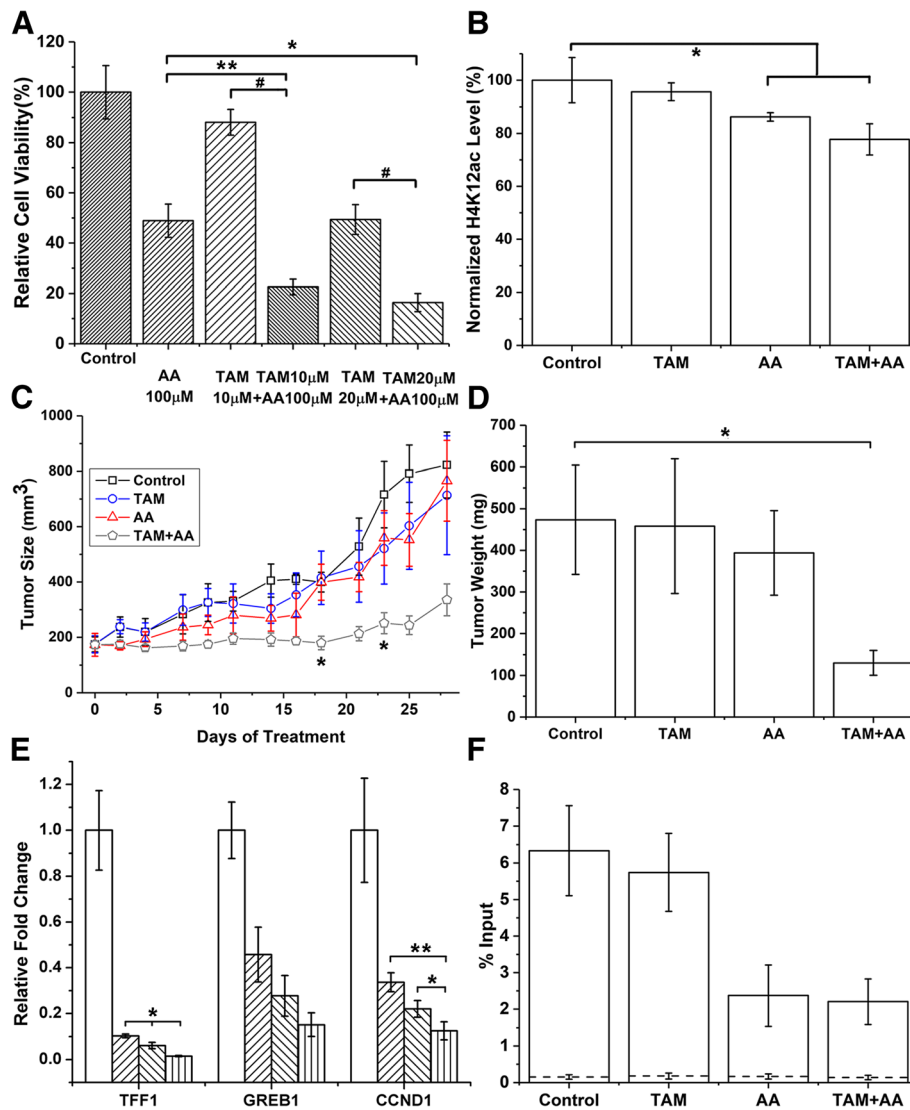 A
Relative Cell Viability(%)
120
100
80
60
40
20
0
*
**
#
#
Control
AA
100μM
TAM
10μM
TAM10μM
+AA100μM
TAM
20μM
TAM20μM
+AA100μM
B
Normalized H4K12ac Level (%)
100
80
60
40
20
0
*
Control
TAM
AA
TAM+AA
C
Tumor Size (mm3)
1000
800
600
400
200
0
Control
TAM
AA
TAM+AA
*
*
0
5
10
15
20
25
Days of Treatment
D
Tumor Weight (mg)
700
600
500
400
300
200
100
0
*
Control
TAM
AA
TAM+AA
E
Relative Fold Change
1.2
1.0
0.8
0.6
0.4
0.2
0.0
*
**
*
TFF1
GREB1
CCND1
F
% Input
8
7
6
5
4
3
2
1
0
Control
TAM
AA
TAM+AA